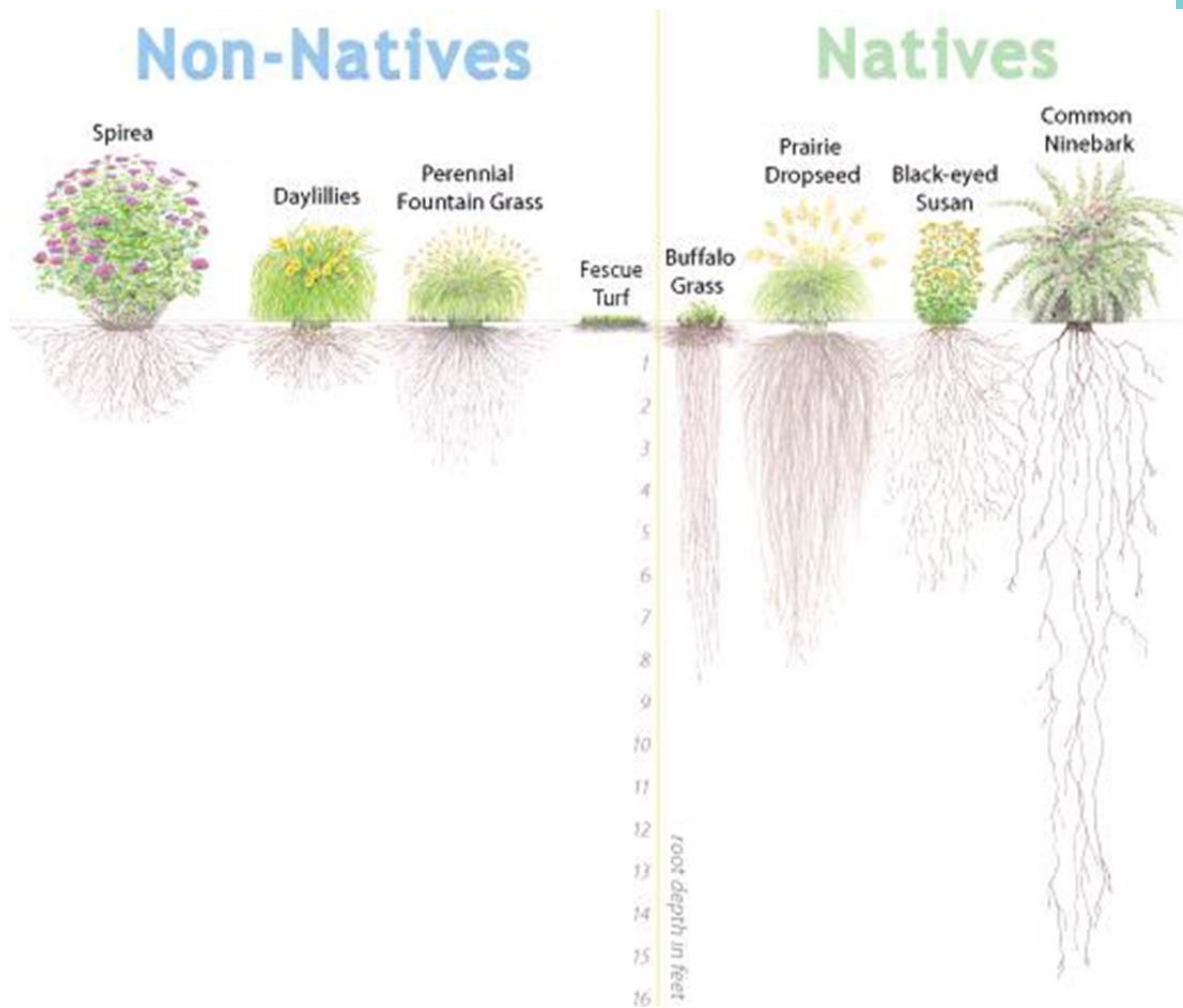 Non-Natives
Natives
Spirea
Daylillies
Perennial
Fountain Grass
Fescue
Turf
Buffalo
Grass
Prairie
Dropseed
Black-eyed
Susan
Common
Ninebark
1
2
3
4
5
6
7
8
9
10
11
12
13
14
15
16
root depth in feet